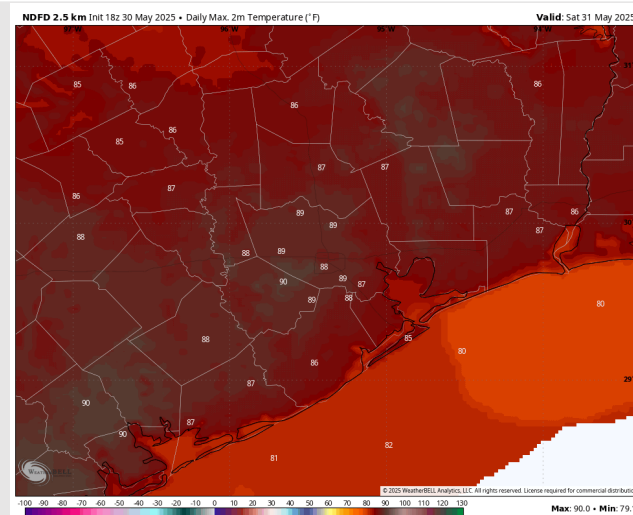 NDFD 2.5 km Init 18z 30 May 2025 • Daily Max. 2m Temperature (°F)
Valid: Sat 31 May 2025
97 W 96 W 95 W 94 W
31
85 86 86
86
85 86
87 87
87
86
89 87 86
89 30
87
88
88 89
88
90 89 87
89 88
80
88 85
80
86
87 29
90
87
90
82
81
WeatherBELL
© 2025 WeatherBELL Analytics, LLC. All rights reserved. License required for commercial distribution
-100 -90 -80 -70 -60 -50 -40 -30 -20 -10 0 10 20 30 40 50 60 70 80 90 100 110 120 130
Max: 90.0 • Min: 79.